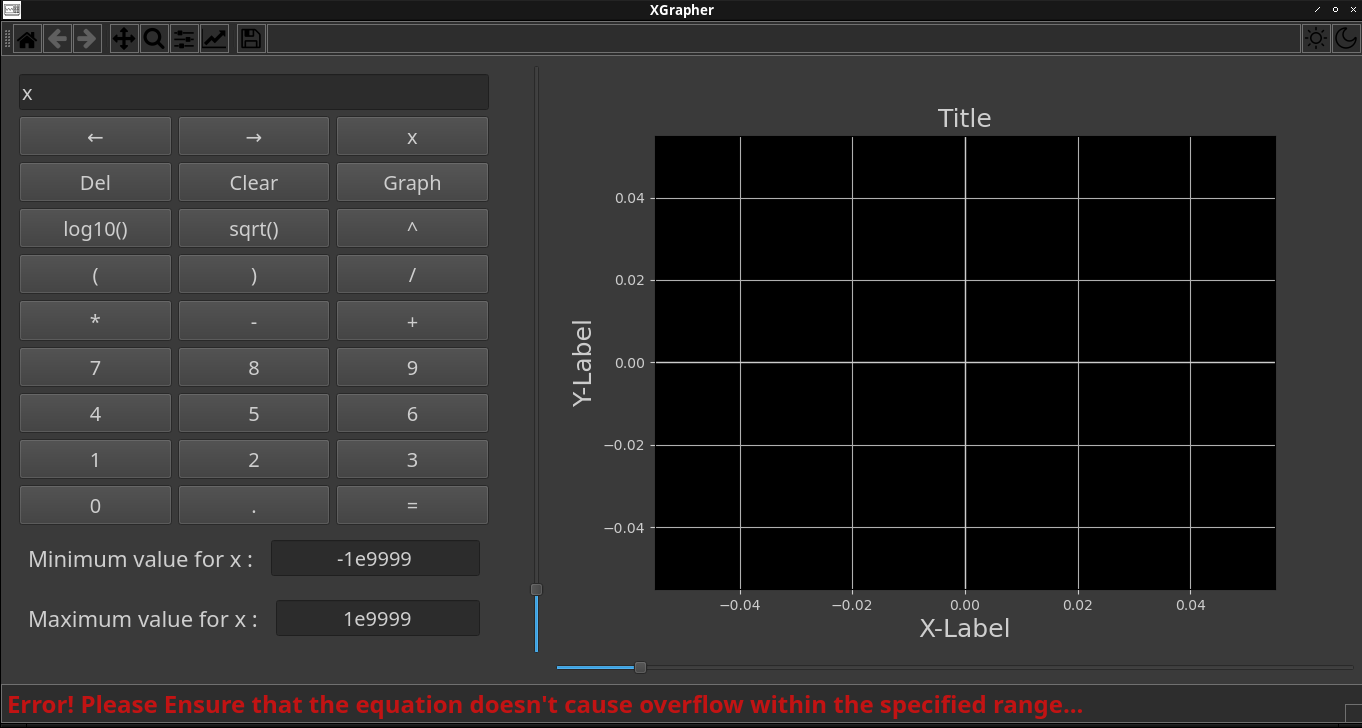 XGrapher
x
← → x
Del Clear Graph
log10() sqrt() ^
( ) /
* - +
7 8 9
4 5 6
1 2 3
0 . =
Minimum value for x : -1e9999
Maximum value for x : 1e9999
Title
Y-Label
0.04
0.02
0.00
−0.02
−0.04
−0.04 −0.02 0.00 0.02 0.04
X-Label
Error! Please Ensure that the equation doesn't cause overflow within the specified range...